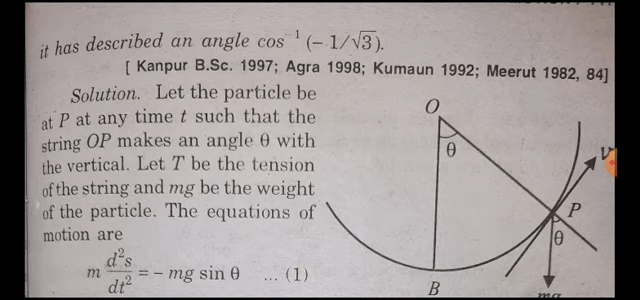 it has described an angle cos⁻¹ (– 1/√3).
[ Kanpur B.Sc. 1997; Agra 1998; Kumaun 1992; Meerut 1982, 84]
Solution. Let the particle be
at P at any time t such that the
string OP makes an angle θ with
the vertical. Let T be the tension
of the string and mg be the weight
of the particle. The equations of
motion are
m d²s/dt² = – mg sin θ ... (1)
O
θ
V
P
θ
B
mg